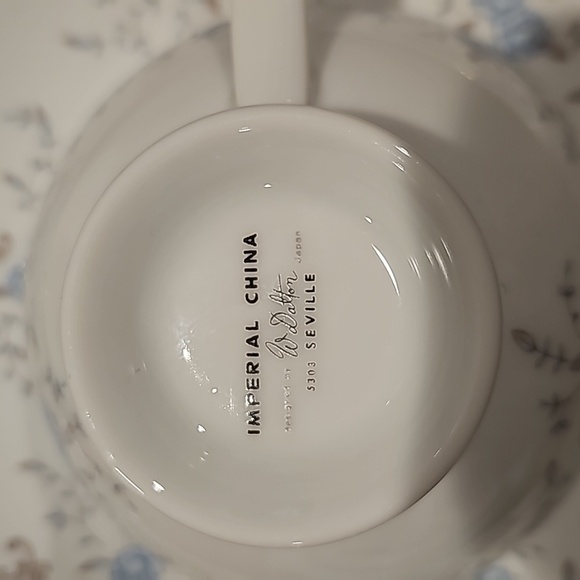 IMPERIAL CHINA
designed by W. Dalton Japan
5303 SEVILLE